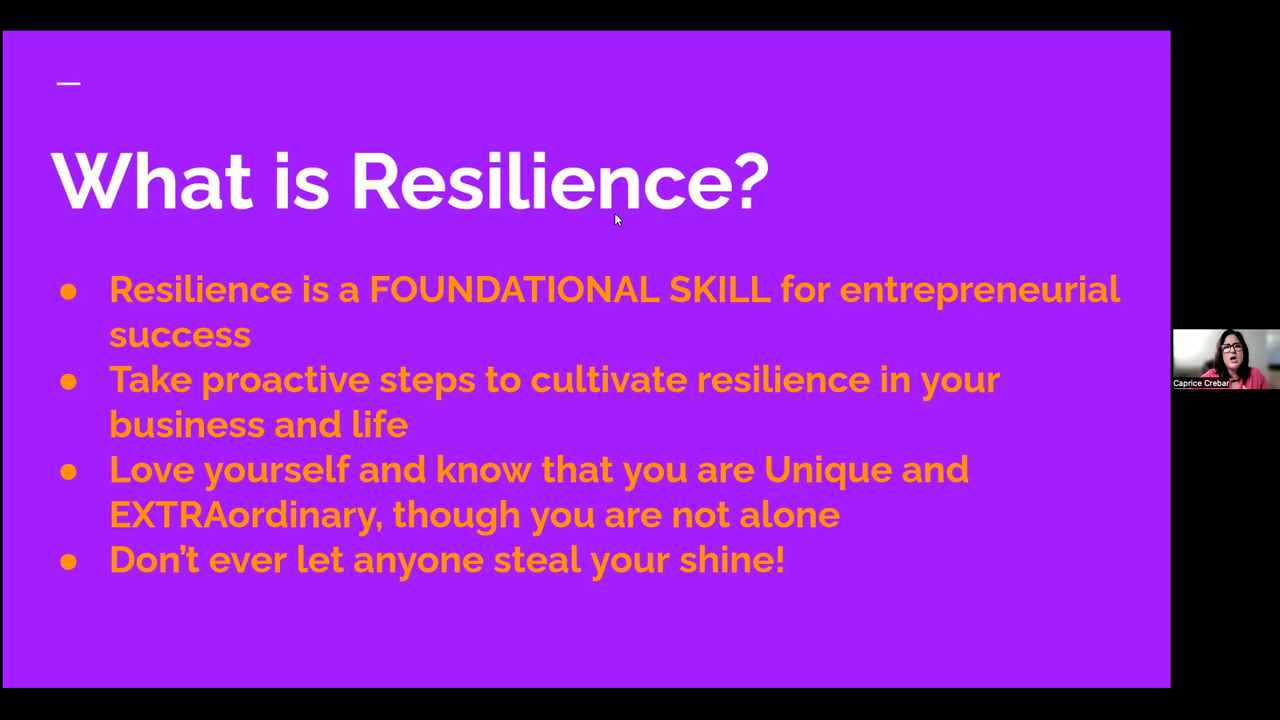 What is Resilience?
● Resilience is a FOUNDATIONAL SKILL for entrepreneurial
success
● Take proactive steps to cultivate resilience in your
business and life
● Love yourself and know that you are Unique and
EXTRAordinary, though you are not alone
● Don’t ever let anyone steal your shine!
Caprice Crebar